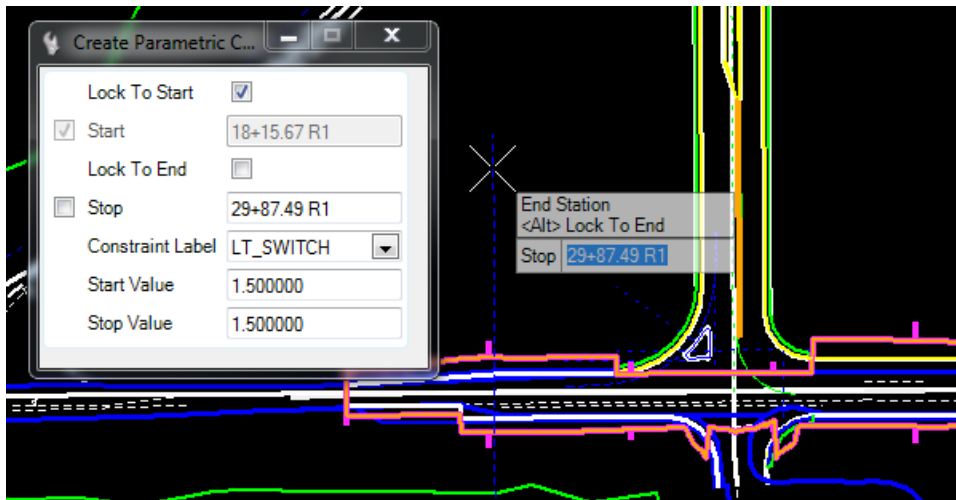 Create Parametric C...
Lock To Start
Start 18+15.67 R1
Lock To End
Stop 29+87.49 R1
Constraint Label LT_SWITCH
Start Value 1.500000
Stop Value 1.500000
End Station
<Alt> Lock To End
Stop 29+87.49 R1